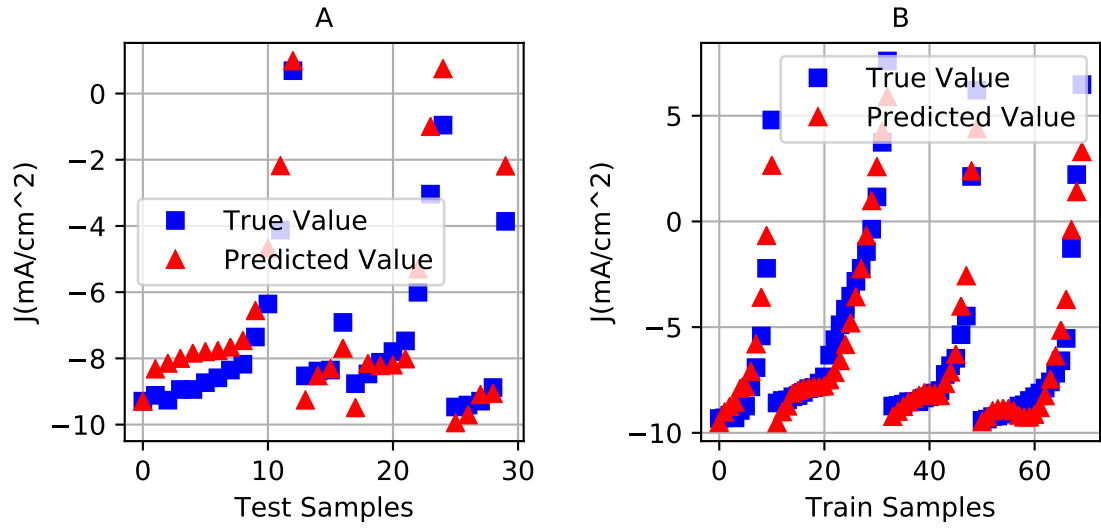 A
0
−2
−4
−6
−8
−10
J(mA/cm^2)
True Value
Predicted Value
0
10
20
30
Test Samples
B
5
0
−5
−10
J(mA/cm^2)
True Value
Predicted Value
0
20
40
60
Train Samples